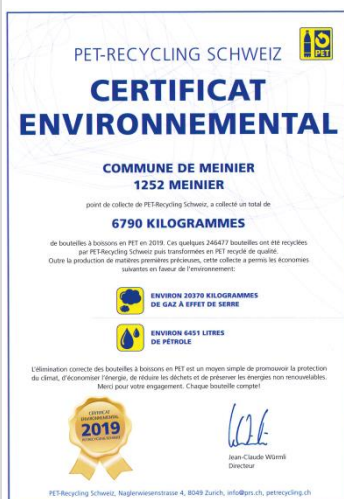 PET-RECYCLING SCHWEIZ
PET
CERTIFICAT
ENVIRONNEMENTAL
COMMUNE DE MEINIER
1252 MEINIER
point de collecte de PET-Recycling Schweiz, a collecté un total de
6790 KILOGRAMMES
de bouteilles à boissons en PET en 2019. Ces quelques 246477 bouteilles ont été recyclées
par PET-Recycling Schweiz puis transformées en PET recyclé de qualité.
Outre la production de matières premières précieuses, cette collecte a permis les économies
suivantes en faveur de l'environnement:
ENVIRON 20370 KILOGRAMMES
DE GAZ À EFFET DE SERRE
ENVIRON 6451 LITRES
DE PÉTROLE
L'élimination correcte des bouteilles à boissons en PET est un moyen simple de promouvoir la protection
du climat, d'économiser l'énergie, de réduire les déchets et de préserver les énergies non renouvelables.
Merci pour votre engagement. Chaque bouteille compte!
CERTIFICAT
ENVIRONNEMENTAL
2019
Jean-Claude Würmli
Directeur
PET-Recycling Schweiz, Naglerwiesenstrasse 4, 8049 Zurich, info@prs.ch, petrecycling.ch